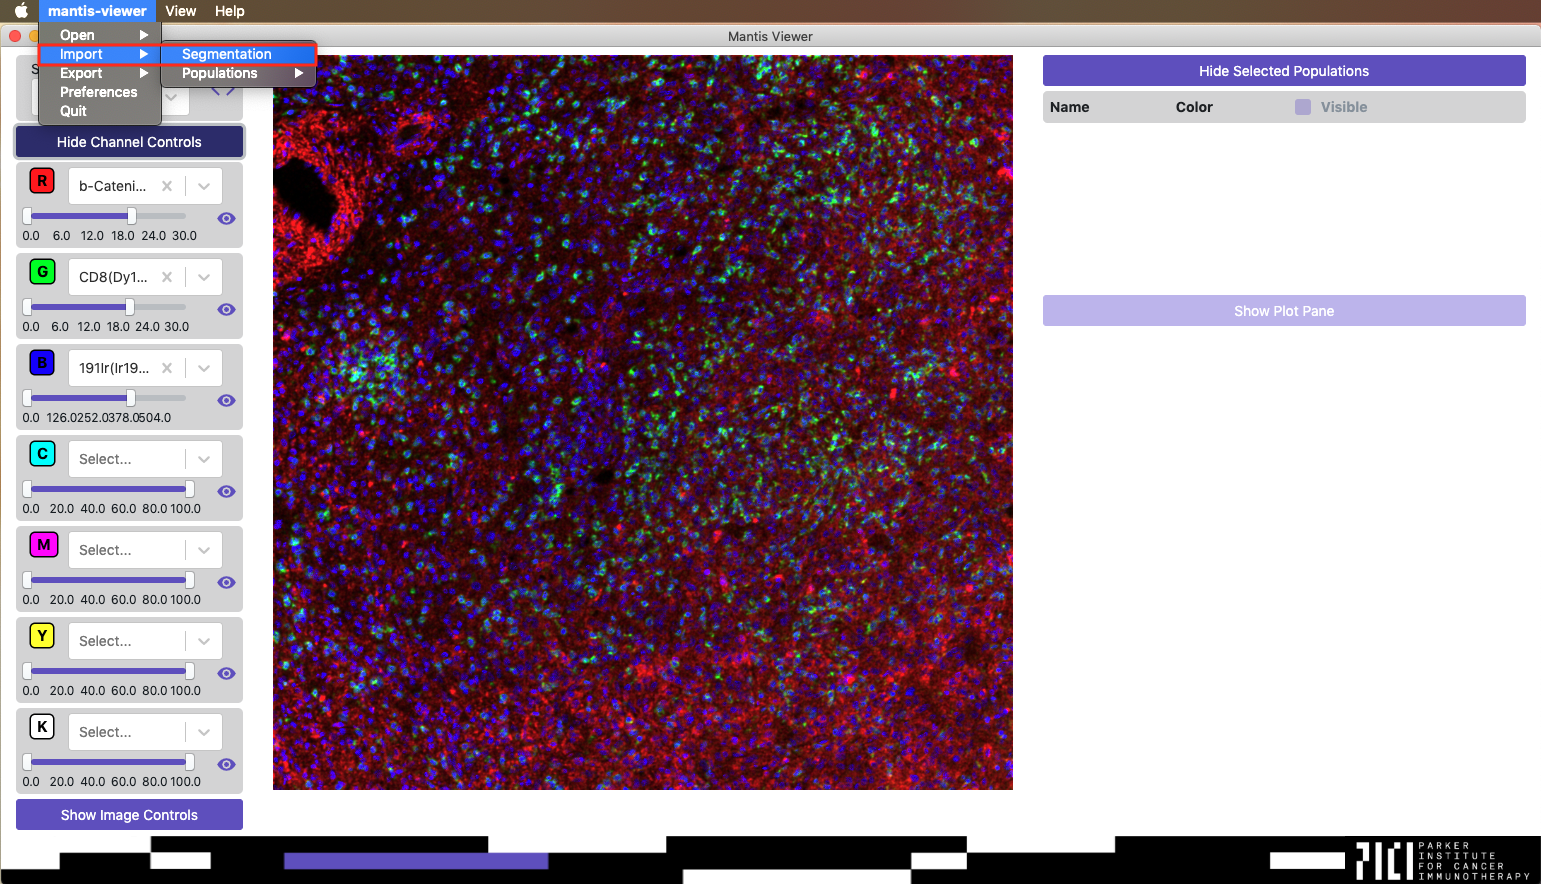 mantis-viewer View Help
Mantis Viewer
Open
Import
Export
Preferences
Quit
Segmentation
Populations
Hide Channel Controls
R
b-Cateni...
0.0 6.0 12.0 18.0 24.0 30.0
G
CD8(Dy1...
0.0 6.0 12.0 18.0 24.0 30.0
B
191Ir(Ir19...
0.0 126.0252.0378.0504.0
C
Select...
0.0 20.0 40.0 60.0 80.0 100.0
M
Select...
0.0 20.0 40.0 60.0 80.0 100.0
Y
Select...
0.0 20.0 40.0 60.0 80.0 100.0
K
Select...
0.0 20.0 40.0 60.0 80.0 100.0
Show Image Controls
Hide Selected Populations
Name Color Visible
Show Plot Pane
PICI
PARKER
INSTITUTE
FOR CANCER
IMMUNOTHERAPY